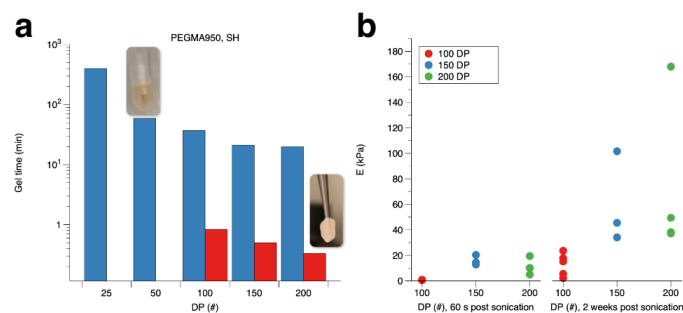 a
PEGMA950, SH
Gel time (min)
10³
10²
10¹
1
25 50 100 150 200
DP (#)
b
E (kPa)
180
160
140
120
100
80
60
40
20
0
100 DP
150 DP
200 DP
100 150 200 100 150 200
DP (#), 60 s post sonication DP (#), 2 weeks post sonication